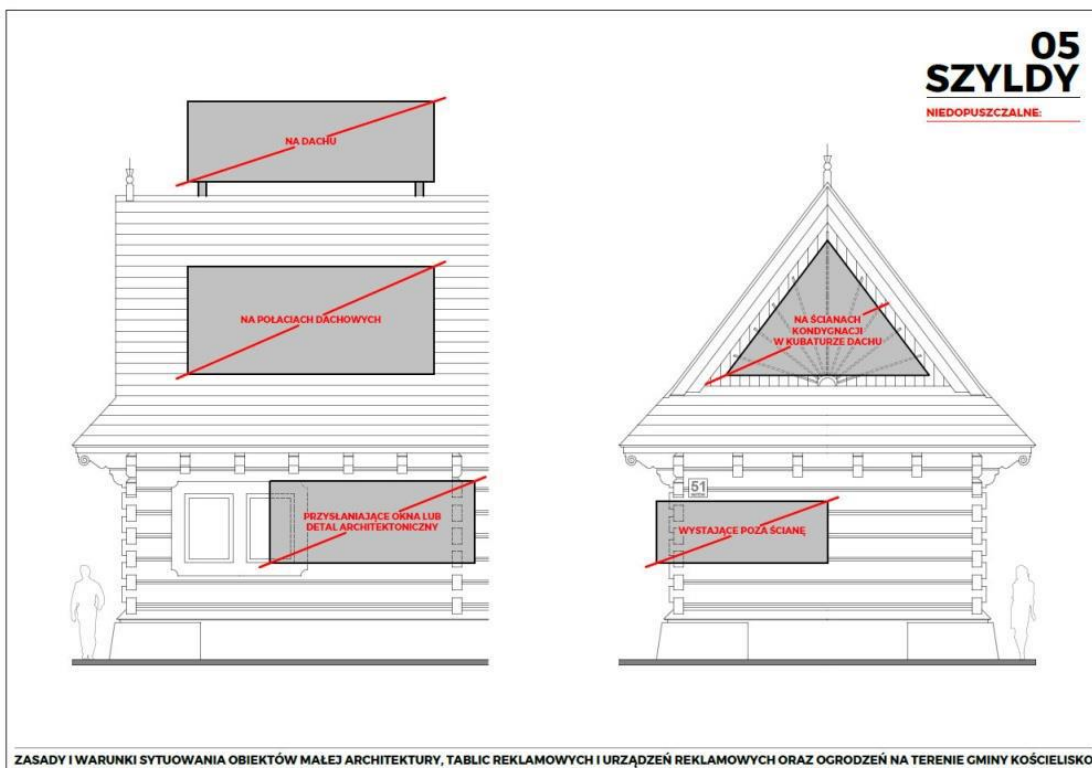 05
SZYLDY
NIEDOPUSZCZALNE:
NA DACHU
NA POŁACIACH DACHOWYCH
NA ŚCIANACH
KONDYGNACJI
W KUBATURZE DACHU
PRZYSŁANIAJĄCE OKNA LUB
DETAL ARCHITEKTONICZNY
51
WYSTAJĄCE POZA ŚCIANĘ
ZASADY I WARUNKI SYTUOWANIA OBIEKTÓW MAŁEJ ARCHITEKTURY, TABLIC REKLAMOWYCH I URZĄDZEŃ REKLAMOWYCH ORAZ OGRODZEŃ NA TERENIE GMINY KOŚCIELISKO